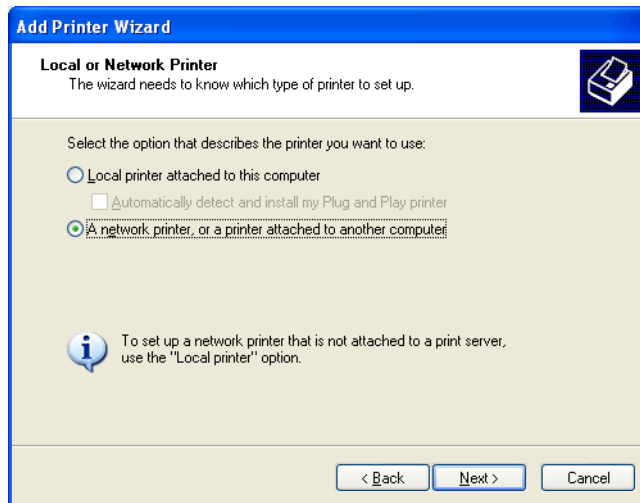 Add Printer Wizard
Local or Network Printer
The wizard needs to know which type of printer to set up.
Select the option that describes the printer you want to use:
Local printer attached to this computer
Automatically detect and install my Plug and Play printer
A network printer, or a printer attached to another computer
To set up a network printer that is not attached to a print server,
use the "Local printer" option.
< Back Next > Cancel